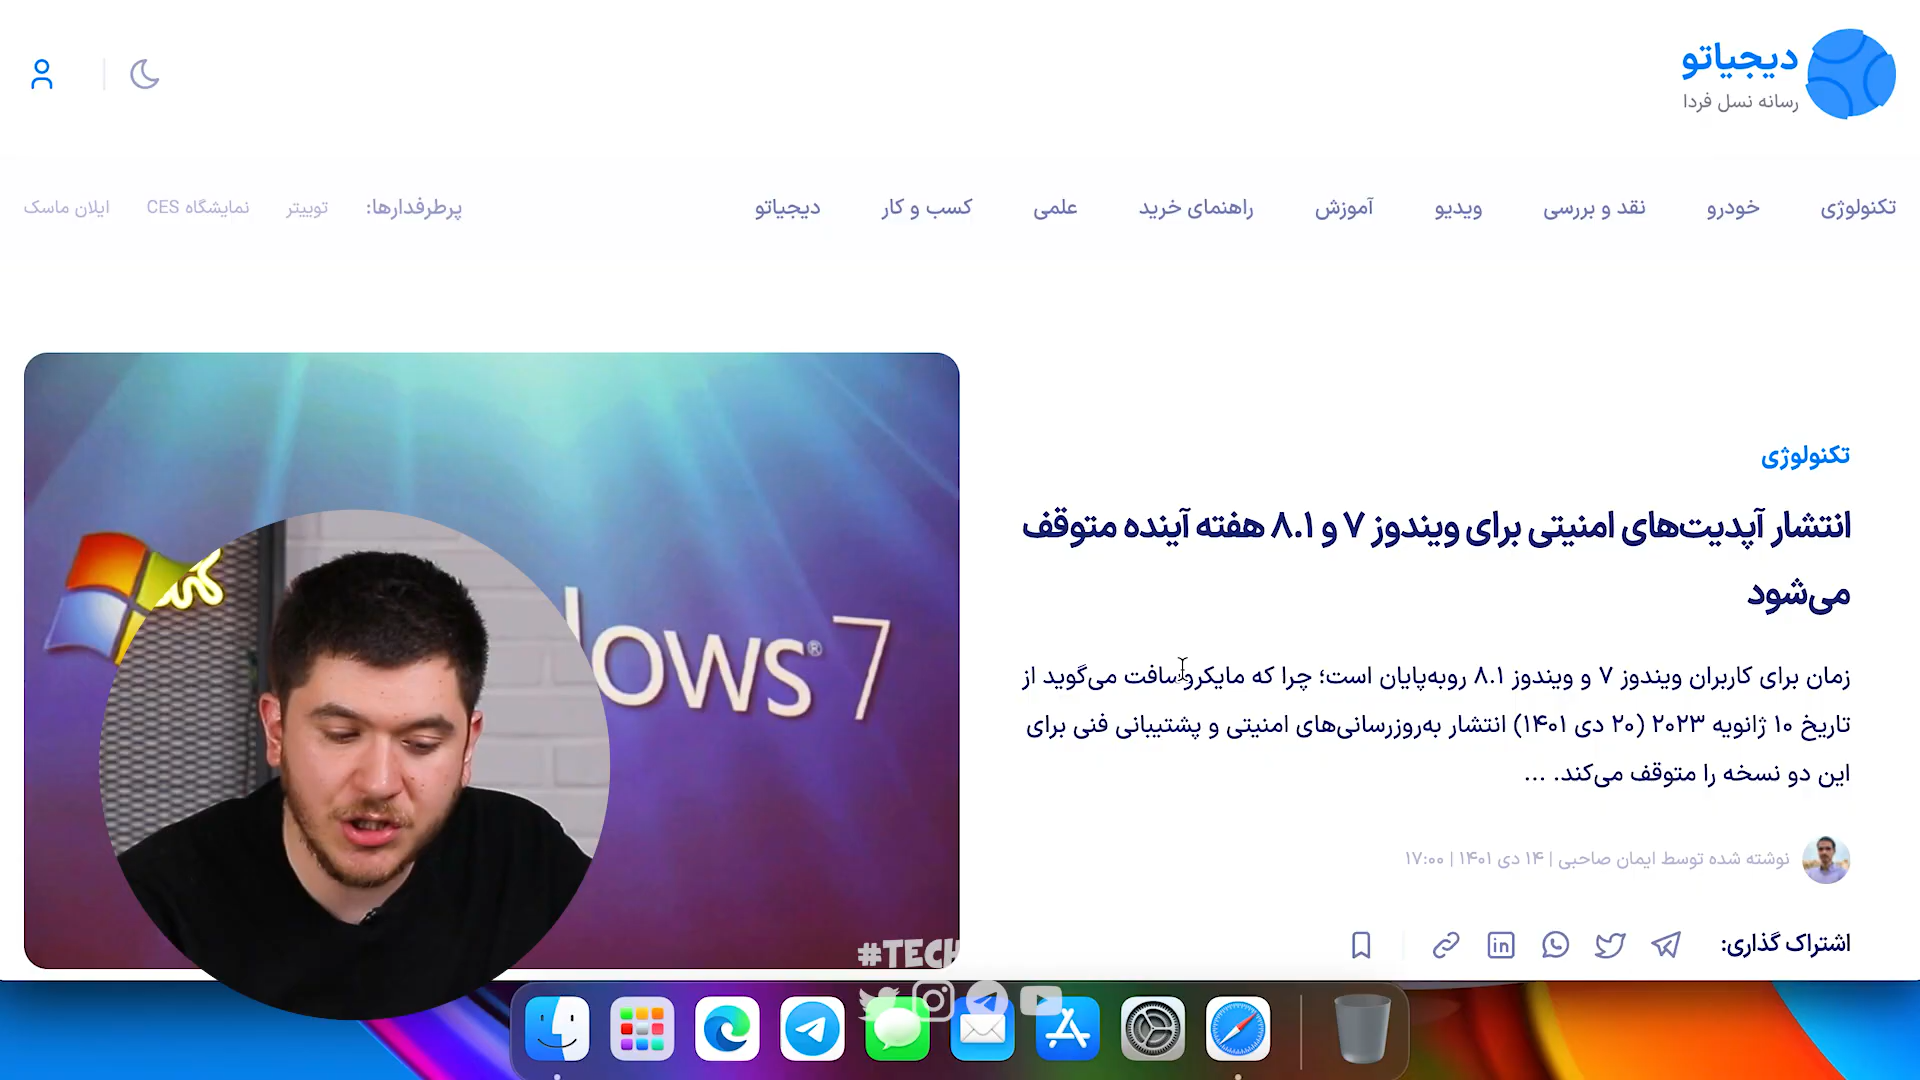 دیجیاتو
رسانه نسل فردا
تکنولوژی
خودرو
نقد و بررسی
ویدیو
آموزش
راهنمای خرید
علمی
کسب و کار
دیجیاتو
پرطرفدارها:
توییتر
نمایشگاه CES
ایلان ماسک
تکنولوژی
انتشار آپدیت‌های امنیتی برای ویندوز ۷ و ۸.۱ هفته آینده متوقف
می‌شود
زمان برای کاربران ویندوز ۷ و ویندوز ۸.۱ روبه‌پایان است؛ چرا که مایکروسافت می‌گوید از
تاریخ ۱۰ ژانویه ۲۰۲۳ (۲۰ دی ۱۴۰۱) انتشار به‌روزرسانی‌های امنیتی و پشتیبانی فنی برای
این دو نسخه را متوقف می‌کند. ...
نوشته شده توسط ایمان صاحبی | ۱۴ دی ۱۴۰۱ | ۱۷:۰۰
اشتراک گذاری:
dows® 7
#TECH